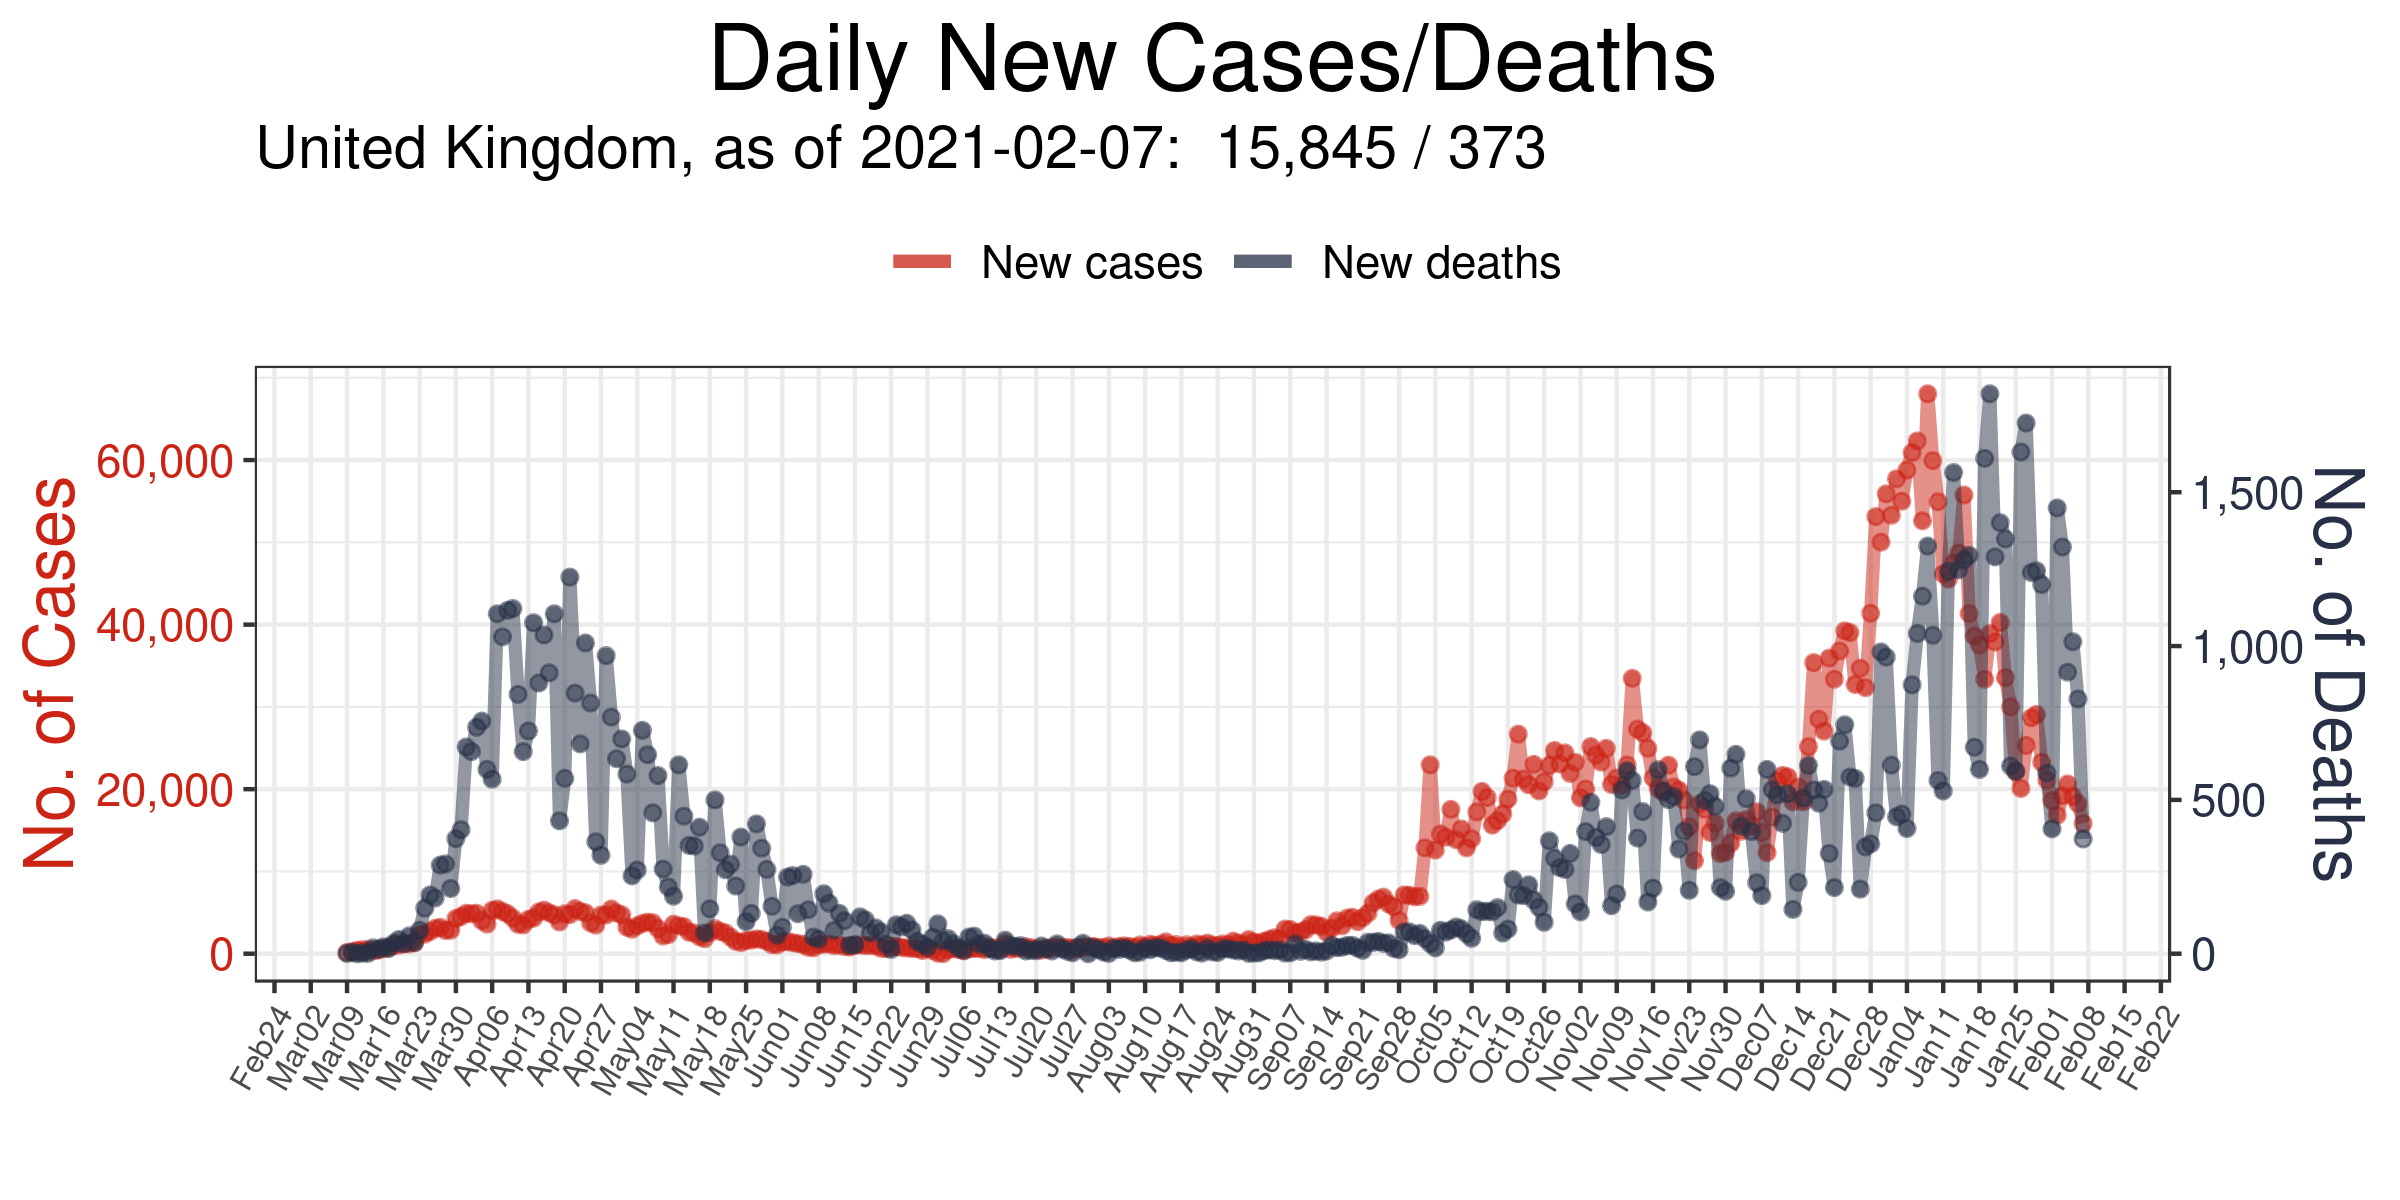 Daily New Cases/Deaths
United Kingdom, as of 2021-02-07: 15,845 / 373
New cases New deaths
No. of Cases
60,000
40,000
20,000
0
1,500
1,000
500
0
No. of Deaths
Feb24 Mar02 Mar09 Mar16 Mar23 Mar30 Apr06 Apr13 Apr20 Apr27 May04 May11 May18 May25 Jun01 Jun08 Jun15 Jun22 Jun29 Jul06 Jul13 Jul20 Jul27 Aug03 Aug10 Aug17 Aug24 Aug31 Sep07 Sep14 Sep21 Sep28 Oct05 Oct12 Oct19 Oct26 Nov02 Nov09 Nov16 Nov23 Nov30 Dec07 Dec14 Dec21 Dec28 Jan04 Jan11 Jan18 Jan25 Feb01 Feb08 Feb15 Feb22